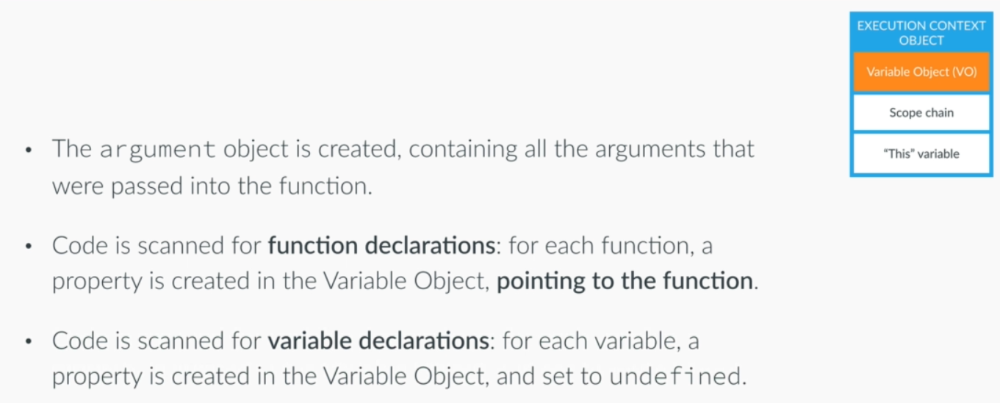 EXECUTION CONTEXT
OBJECT
Variable Object (VO)
Scope chain
"This" variable
• The argument object is created, containing all the arguments that
were passed into the function.
• Code is scanned for function declarations: for each function, a
property is created in the Variable Object, pointing to the function.
• Code is scanned for variable declarations: for each variable, a
property is created in the Variable Object, and set to undefined.